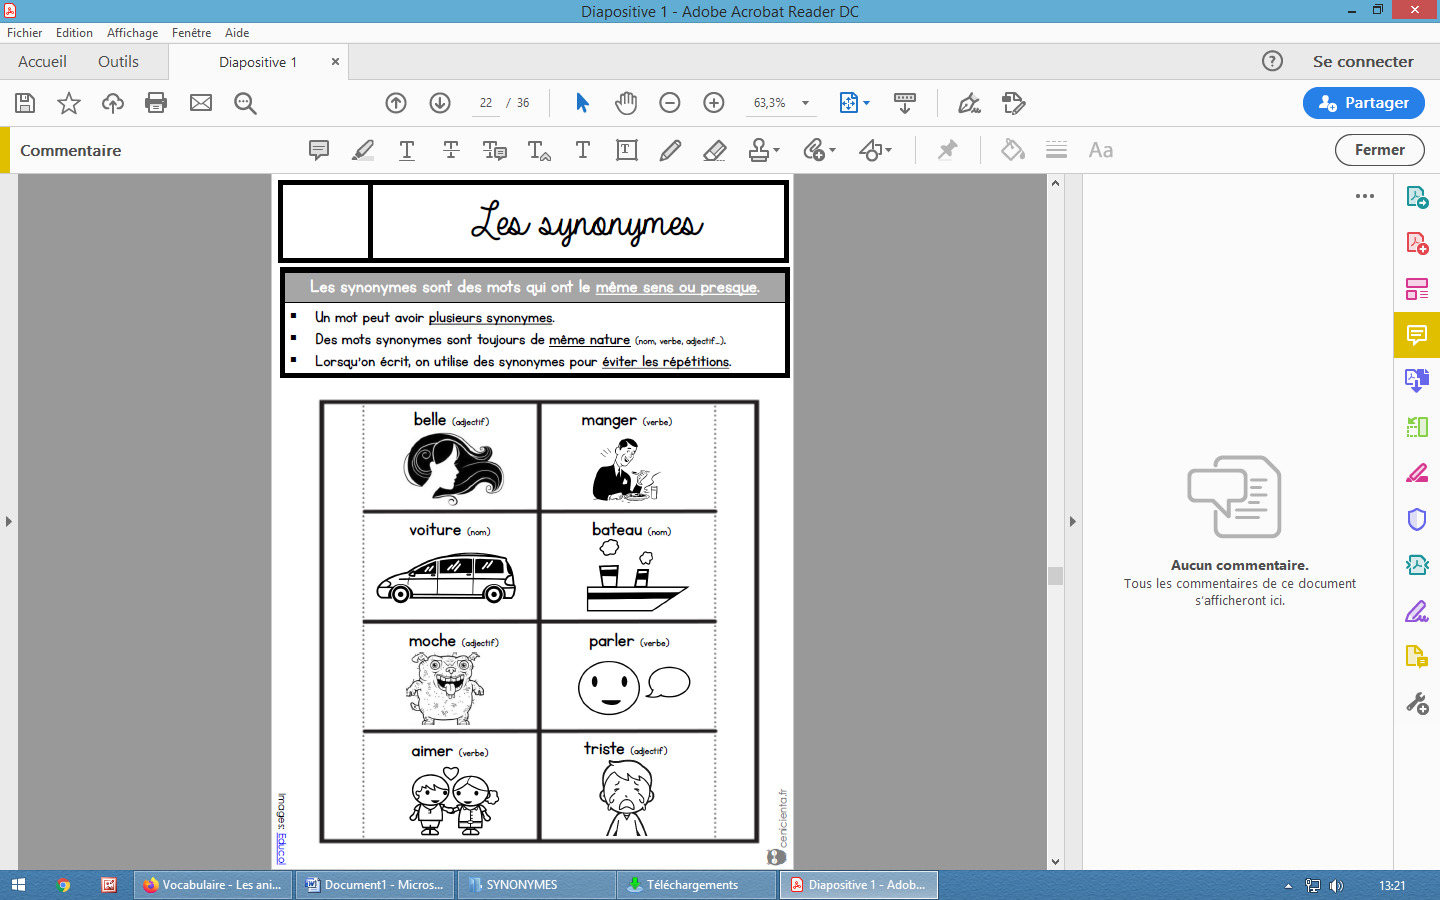 Diapositive 1 - Adobe Acrobat Reader DC
Fichier Edition Affichage Fenêtre Aide
Accueil Outils Diapositive 1 × ? Se connecter
22 / 36 63,3% Partager
Commentaire T T T T T T Aa Fermer
Les synonymes
Les synonymes sont des mots qui ont le même sens ou presque.
▪ Un mot peut avoir plusieurs synonymes.
▪ Des mots synonymes sont toujours de même nature (nom, verbe, adjectif...).
▪ Lorsqu'on écrit, on utilise des synonymes pour éviter les répétitions.
belle (adjectif) manger (verbe)
voiture (nom) bateau (nom)
moche (adjectif) parler (verbe)
aimer (verbe) triste (adjectif)
Images: Educol
cenicienta.fr
Aucun commentaire.
Tous les commentaires de ce document
s'afficheront ici.
Vocabulaire - Les ani... Document1 - Micros... SYNONYMES Téléchargements Diapositive 1 - Adob... 13:21